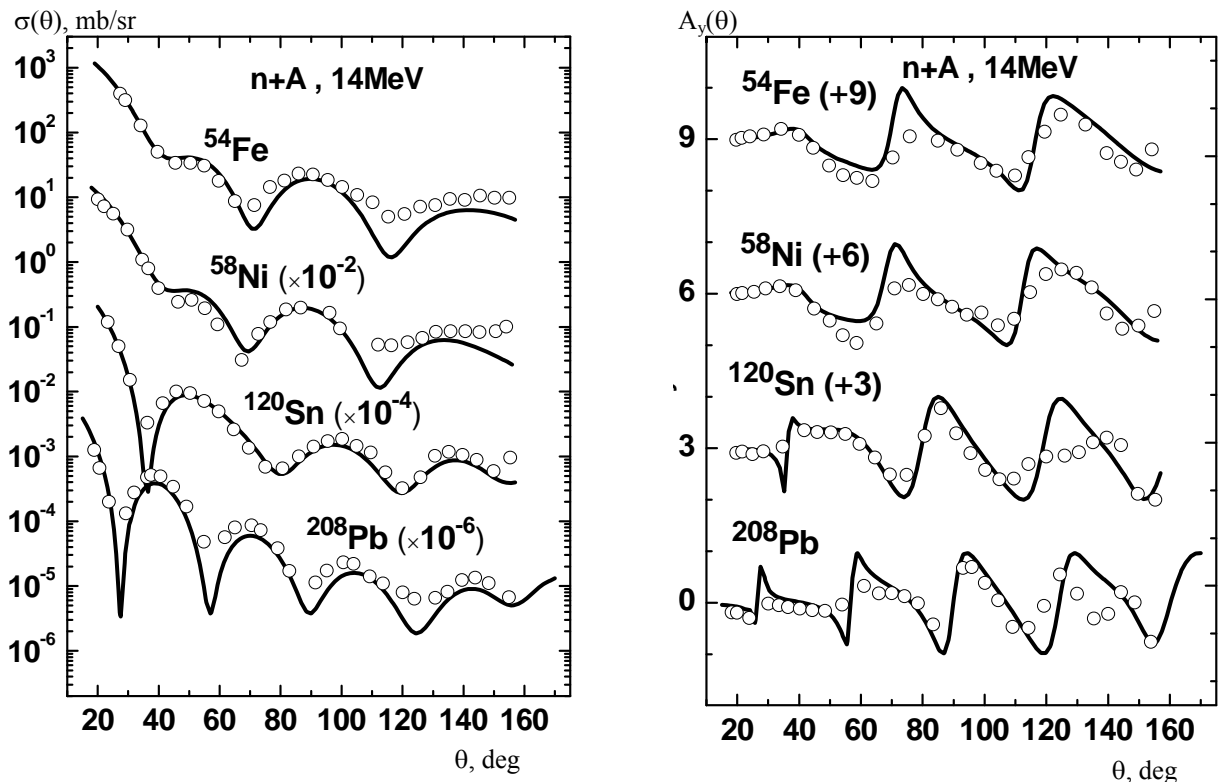 σ(θ), mb/sr
n+A , 14MeV
10³
10²
10¹
10⁰
10⁻¹
10⁻²
10⁻³
10⁻⁴
10⁻⁵
10⁻⁶
⁵⁴Fe
⁵⁸Ni (×10⁻²)
¹²⁰Sn (×10⁻⁴)
²⁰⁸Pb (×10⁻⁶)
20 40 60 80 100 120 140 160
θ, deg
Aᵧ(θ)
n+A , 14MeV
⁵⁴Fe (+9)
9
⁵⁸Ni (+6)
6
¹²⁰Sn (+3)
3
²⁰⁸Pb
0
20 40 60 80 100 120 140 160
θ, deg